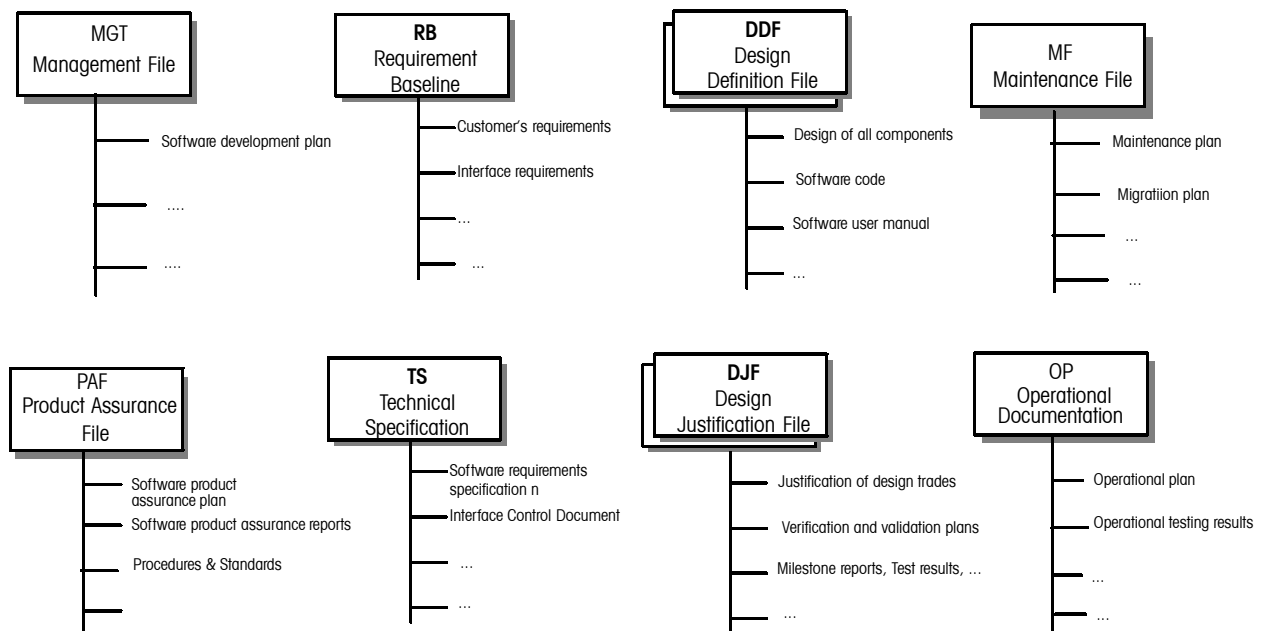 MGT
Management File
Software development plan
....
....
RB
Requirement
Baseline
Customer's requirements
Interface requirements
...
...
DDF
Design
Definition File
Design of all components
Software code
Software user manual
...
MF
Maintenance File
Maintenance plan
Migratiion plan
...
...
PAF
Product Assurance
File
Software product
assurance plan
Software product assurance reports
Procedures & Standards
TS
Technical
Specification
Software requirements
specification n
Interface Control Document
...
...
DJF
Design
Justification File
Justification of design trades
Verification and validation plans
Milestone reports, Test results, ...
...
OP
Operational
Documentation
Operational plan
Operational testing results
...
...